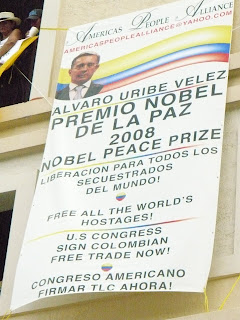 AMERICAS PEOPLE ALLIANCE
AMERICASPEOPLEALLIANCE@YAHOO.COM
ALVARO URIBE VELEZ
PREMIO NOBEL
DE LA PAZ
2008
NOBEL PEACE PRIZE
LIBERACION PARA TODOS LOS
SECUESTRADOS
DEL MUNDO!
FREE ALL THE WORLD'S
HOSTAGES!
U.S CONGRESS
SIGN COLOMBIAN
FREE TRADE NOW!
CONGRESO AMERICANO
FIRMAR TLC AHORA!